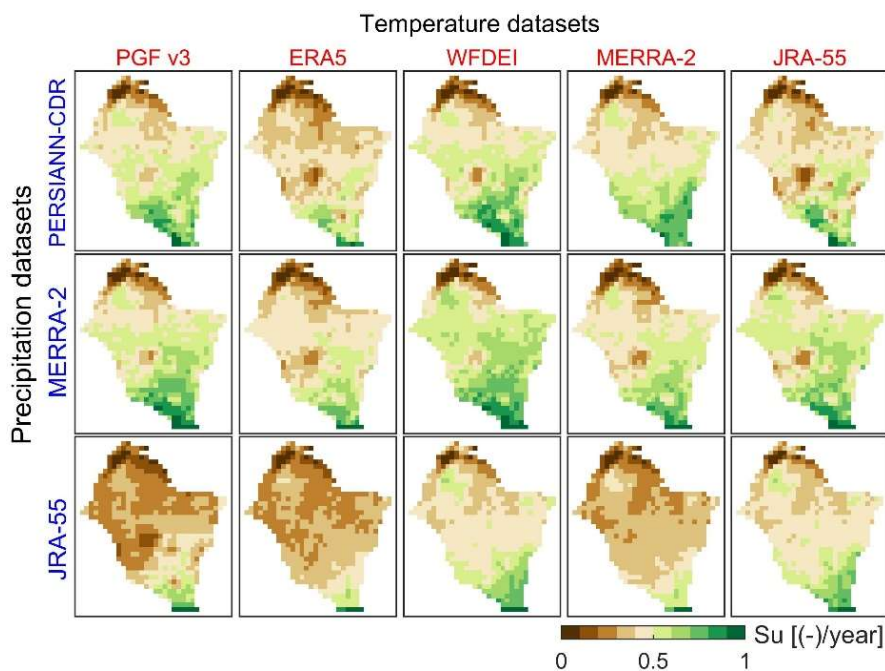 Temperature datasets
PGF v3 ERA5 WFDEI MERRA-2 JRA-55
Precipitation datasets
PERSIANN-CDR
MERRA-2
JRA-55
Su [(-)/year]
0 0.5 1